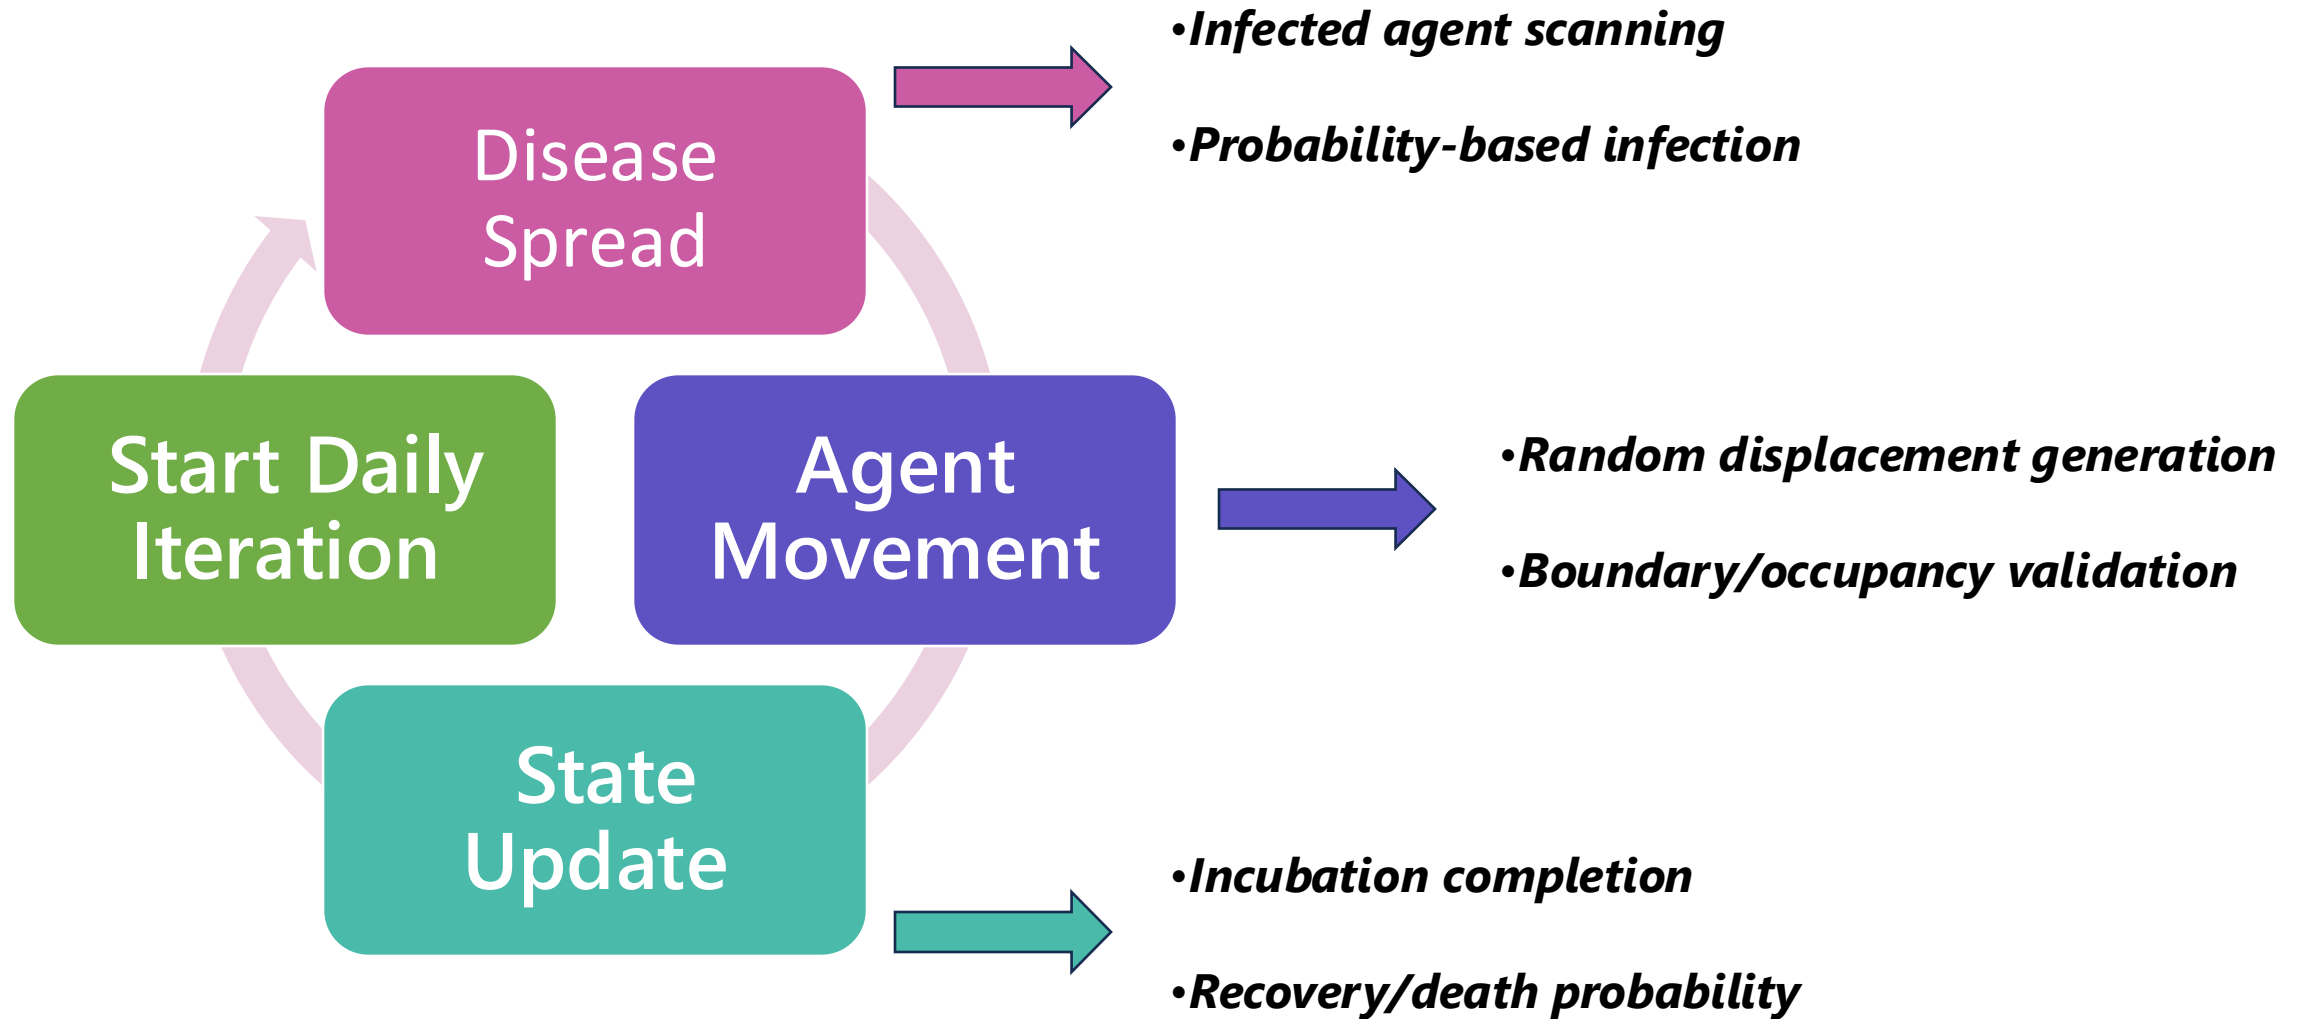 •Infected agent scanning
•Probability-based infection
Disease
Spread
Start Daily
Iteration
Agent
Movement
•Random displacement generation
•Boundary/occupancy validation
State
Update
•Incubation completion
•Recovery/death probability